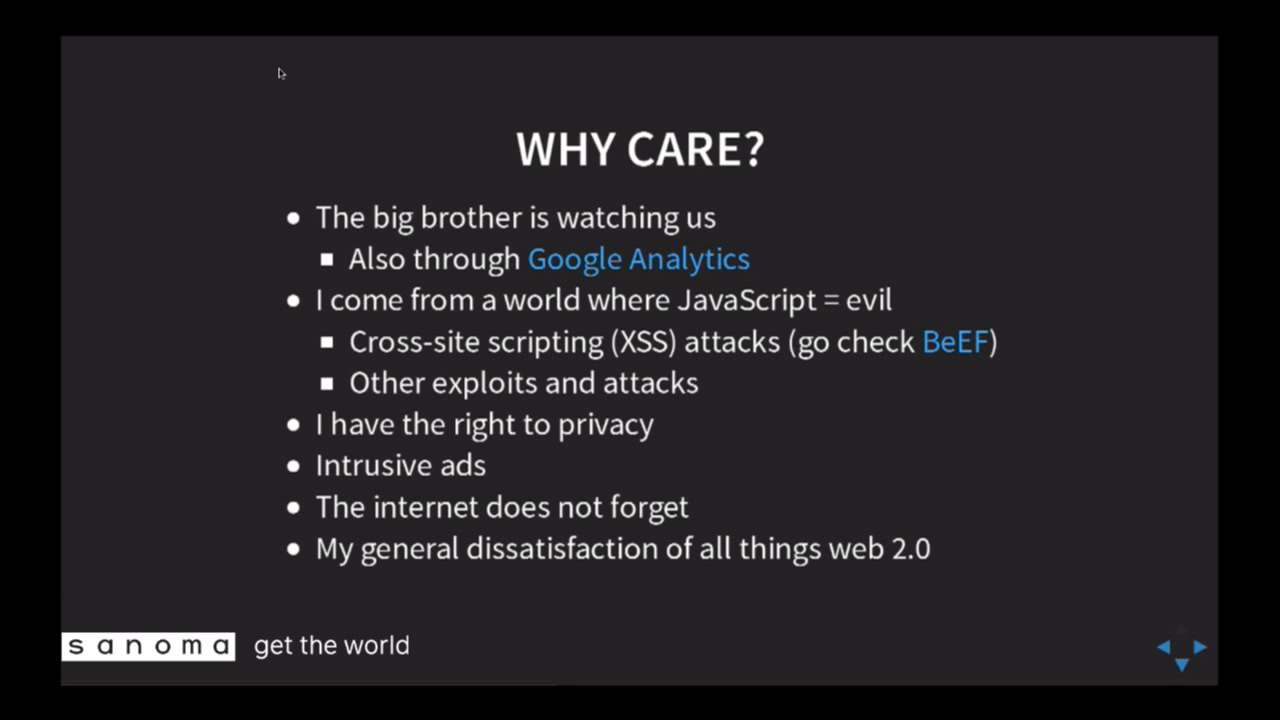 WHY CARE?
The big brother is watching us
Also through Google Analytics
I come from a world where JavaScript = evil
Cross-site scripting (XSS) attacks (go check BeEF)
Other exploits and attacks
I have the right to privacy
Intrusive ads
The internet does not forget
My general dissatisfaction of all things web 2.0
sanoma get the world